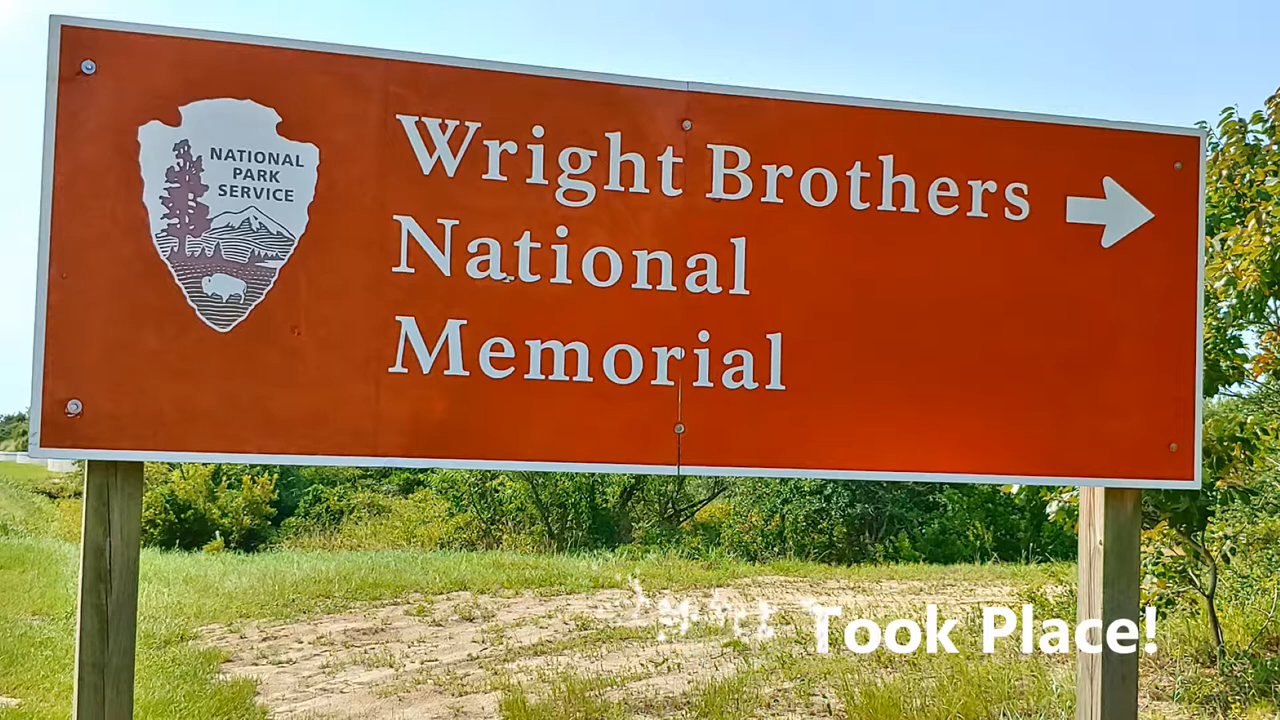 NATIONAL
PARK
SERVICE
Wright Brothers
National
Memorial
Took Place!